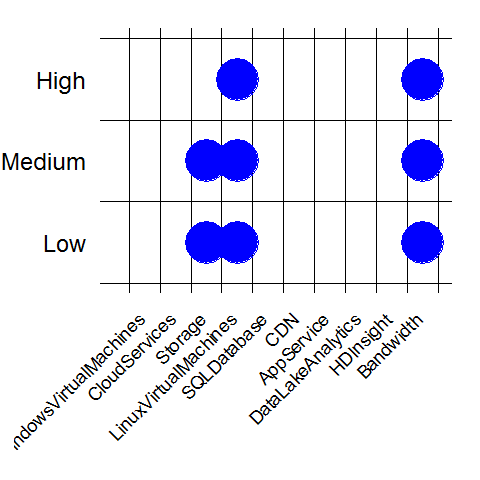 High
Medium
Low
ndowsVirtualMachines
CloudServices
Storage
LinuxVirtualMachines
SQLDatabase
CDN
AppService
DataLakeAnalytics
HDInsight
Bandwidth